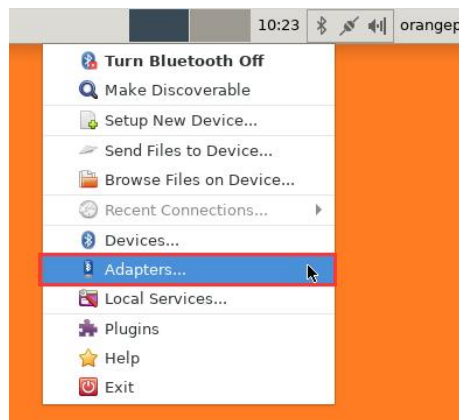 10:23 orangep
Turn Bluetooth Off
Make Discoverable
Setup New Device...
Send Files to Device...
Browse Files on Device...
Recent Connections...
Devices...
Adapters...
Local Services...
Plugins
Help
Exit